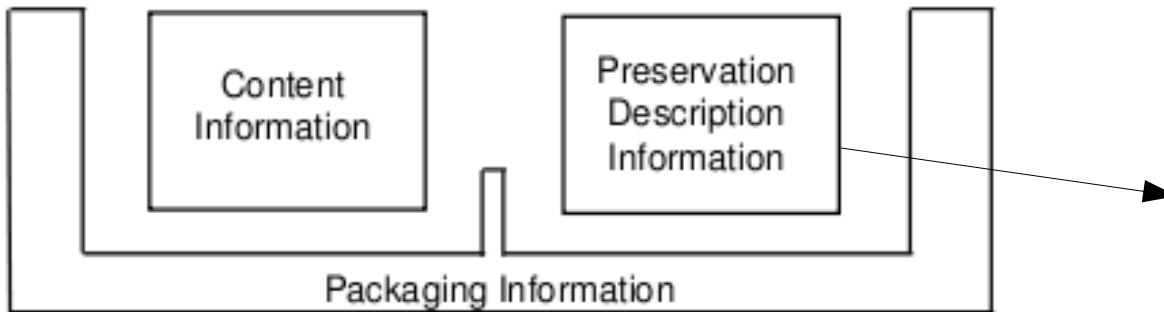 Content
Information
Preservation
Description
Information
Packaging Information